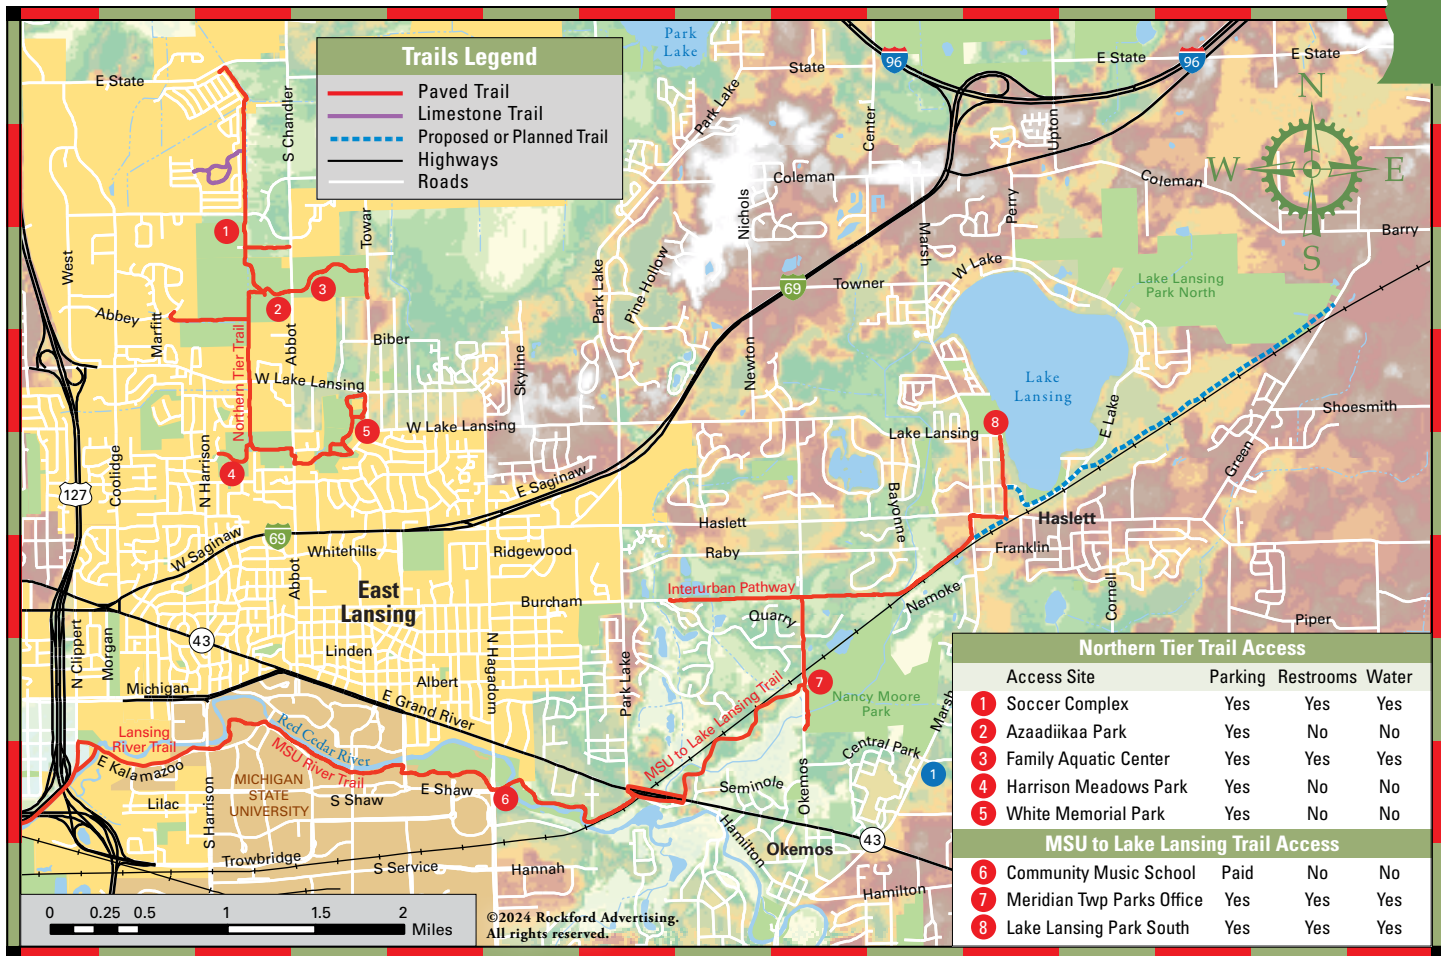 Trails Legend
Paved Trail
Limestone Trail
Proposed or Planned Trail
Highways
Roads
Park
Lake
96
96
E State
State
E State
E State
N
W
E
S
S Chandler
Park Lake
Center
Upton
Coleman
Coleman
Nichols
Perry
Marsh
Barry
1
Towar
West
Park Lake
Pine Hollow
W Lake
Lake Lansing
Park North
Towner
69
3
2
Abbey
Marfitt
Northern Tier Trail
Abbot
Biber
Skyline
Newton
W Lake Lansing
Lake
Lansing
E Lake
Shoesmith
5
W Lake Lansing
8
Lake Lansing
Green
4
N Harrison
Coolidge
127
E Saginaw
Bayonne
Haslett
Haslett
W Saginaw
69
Whitehills
Ridgewood
Raby
Franklin
Abbot
East
Lansing
Interurban Pathway
Burcham
Nemoke
Cornell
Quarry
Piper
N Clippert
Morgan
43
Linden
N Hagadorn
Park Lake
Michigan
Albert
E Grand River
MSU to Lake Lansing Trail
7
Nancy Moore
Park
Marsh
Lansing
River Trail
Red Cedar River
MSU River Trail
E Kalamazoo
Central Park
1
MICHIGAN
STATE
UNIVERSITY
Lilac
S Harrison
S Shaw
E Shaw
6
Seminole
Okemos
Hamilton
Okemos
43
Trowbridge
S Service
Hannah
Hamilton
Northern Tier Trail Access
Access Site Parking Restrooms Water
1 Soccer Complex Yes Yes Yes
2 Azaadiikaa Park Yes No No
3 Family Aquatic Center Yes Yes Yes
4 Harrison Meadows Park Yes No No
5 White Memorial Park Yes No No
MSU to Lake Lansing Trail Access
6 Community Music School Paid No No
7 Meridian Twp Parks Office Yes Yes Yes
8 Lake Lansing Park South Yes Yes Yes
0 0.25 0.5 1 1.5 2
Miles
©2024 Rockford Advertising.
All rights reserved.